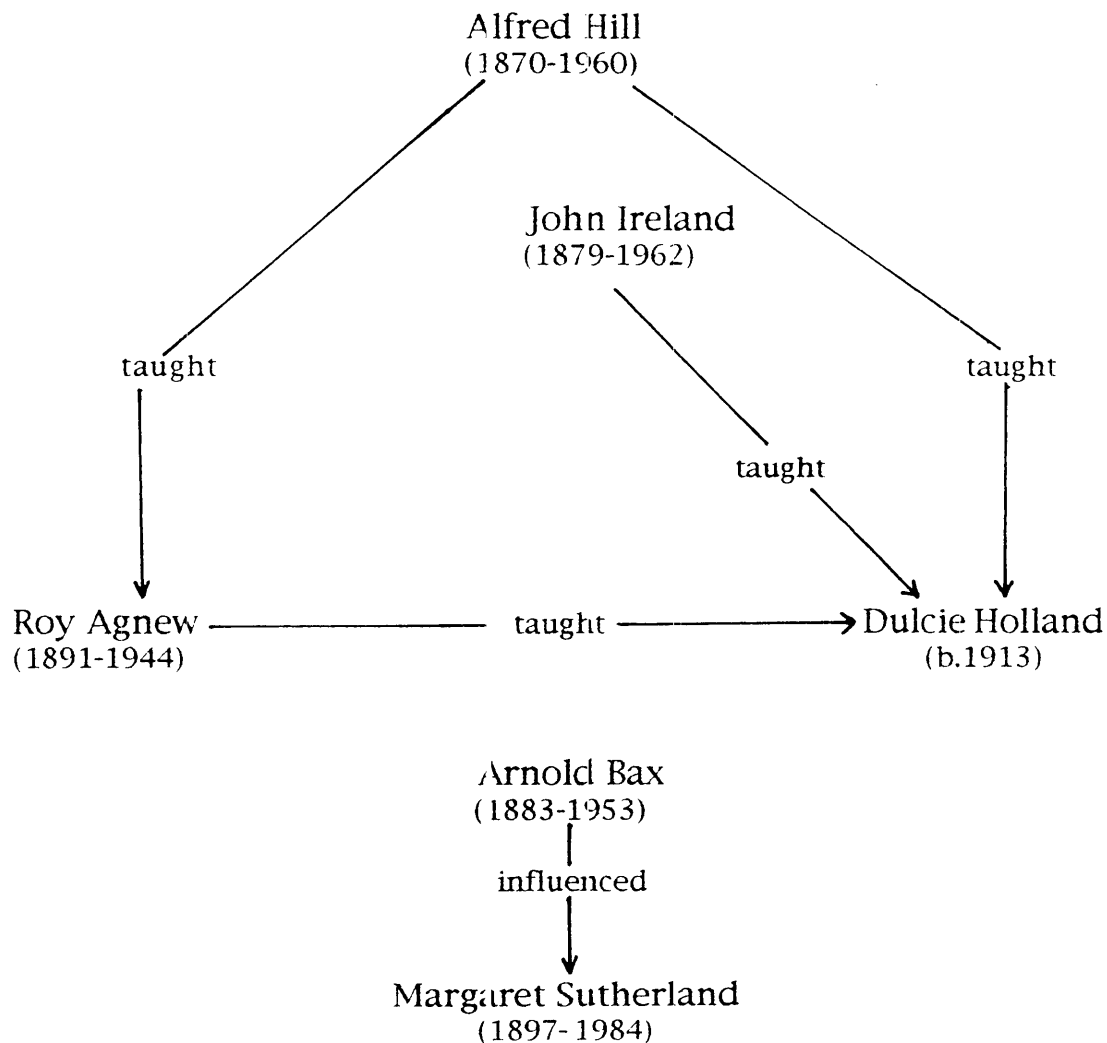 Alfred Hill
(1870-1960)
John Ireland
(1879-1962)
taught
taught
taught
Roy Agnew
(1891-1944)
taught
Dulcie Holland
(b.1913)
Arnold Bax
(1883-1953)
influenced
Margaret Sutherland
(1897-1984)